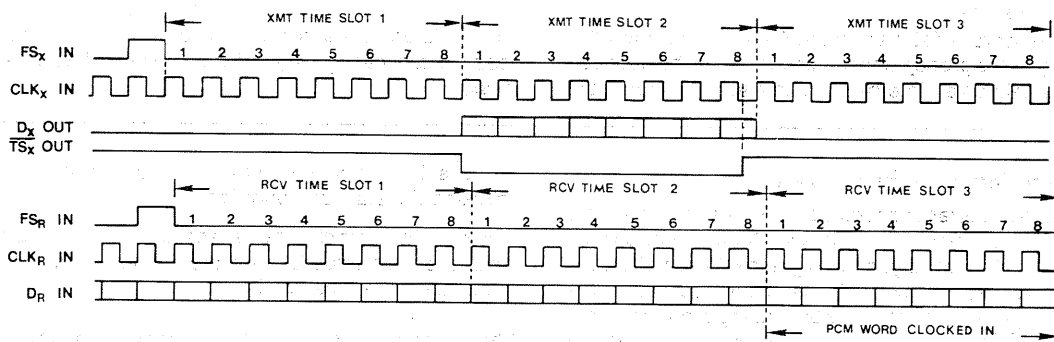 XMT TIME SLOT 1 XMT TIME SLOT 2 XMT TIME SLOT 3
FSX IN 1 2 3 4 5 6 7 8 1 2 3 4 5 6 7 8 1 2 3 4 5 6 7 8
CLKX IN
DX OUT
TSX OUT
RCV TIME SLOT 1 RCV TIME SLOT 2 RCV TIME SLOT 3
FSR IN 1 2 3 4 5 6 7 8 1 2 3 4 5 6 7 8 1 2 3 4 5 6 7 8
CLKR IN
DR IN
PCM WORD CLOCKED IN